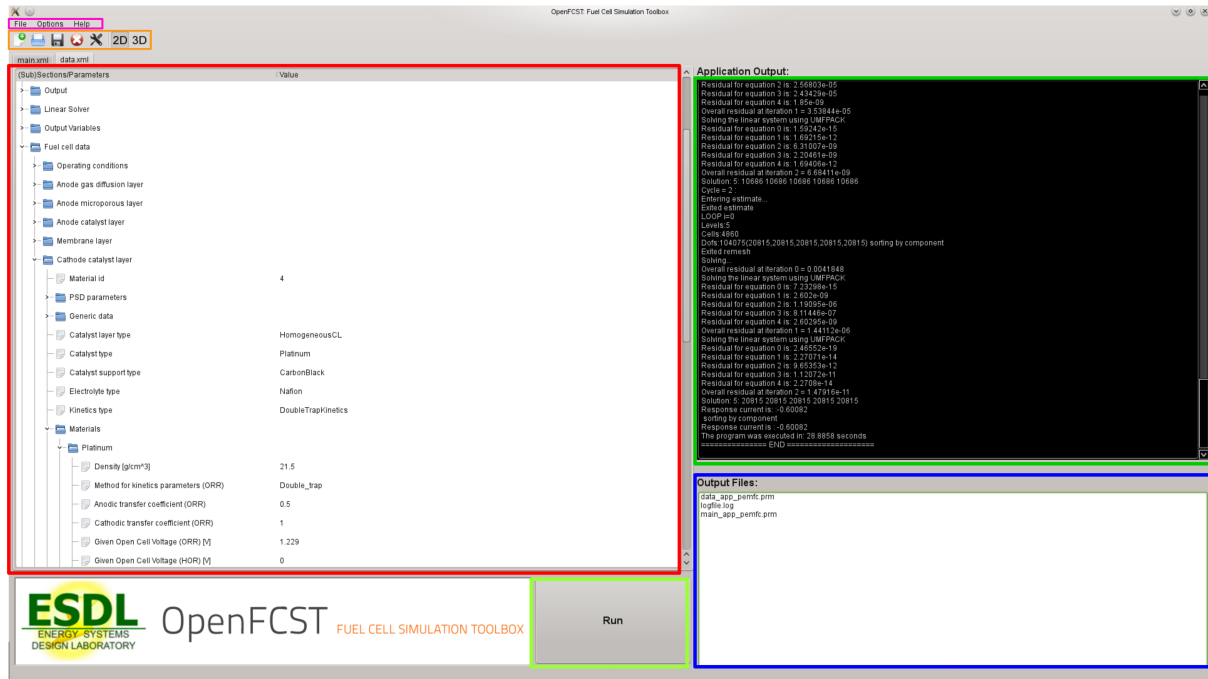 OpenFCST: Fuel Cell Simulation Toolbox
File Options Help
2D 3D
main.xml data.xml
(Sub)Sections/Parameters Value
Output
Linear Solver
Output Variables
Fuel cell data
Operating conditions
Anode gas diffusion layer
Anode microporous layer
Anode catalyst layer
Membrane layer
Cathode catalyst layer
Material id 4
PSD parameters
Generic data
Catalyst layer type HomogeneousCL
Catalyst type Platinum
Catalyst support type CarbonBlack
Electrolyte type Nafion
Kinetics type DoubleTrapKinetics
Materials
Platinum
Density [g/cm^3] 21.5
Method for kinetics parameters (ORR) Double_trap
Anodic transfer coefficient (ORR) 0.5
Cathodic transfer coefficient (ORR) 1
Given Open Cell Voltage (ORR) [V] 1.229
Given Open Cell Voltage (HOR) [V] 0
Application Output:
Residual for equation 2 is: 2.56803e-05
Residual for equation 3 is: 2.43429e-05
Residual for equation 4 is: 1.85e-09
Overall residual at iteration 1 = 3.53844e-05
Solving the linear system using UMFPACK
Residual for equation 0 is: 1.59242e-15
Residual for equation 1 is: 1.69215e-12
Residual for equation 2 is: 6.31007e-09
Residual for equation 3 is: 2.20461e-09
Residual for equation 4 is: 1.69406e-12
Overall residual at iteration 2 = 6.68411e-09
Solution: 5: 10686 10686 10686 10686 10686
Cycle = 2 :
Entering estimate...
Exited estimate
LOOP i=0
Levels:5
Cells:4860
Dofs:104075(20815,20815,20815,20815,20815) sorting by component
Exited remesh
Solving...
Overall residual at iteration 0 = 0.0041848
Solving the linear system using UMFPACK
Residual for equation 0 is: 7.23298e-15
Residual for equation 1 is: 2.602e-09
Residual for equation 2 is: 1.19095e-06
Residual for equation 3 is: 8.11446e-07
Residual for equation 4 is: 2.60295e-09
Overall residual at iteration 1 = 1.44112e-06
Solving the linear system using UMFPACK
Residual for equation 0 is: 2.46552e-19
Residual for equation 1 is: 2.27071e-14
Residual for equation 2 is: 9.65353e-12
Residual for equation 3 is: 1.12072e-11
Residual for equation 4 is: 2.2708e-14
Overall residual at iteration 2 = 1.47916e-11
Solution: 5: 20815 20815 20815 20815 20815
Response current is: -0.60082
sorting by component
Response current is : -0.60082
The program was executed in: 28.8858 seconds
=============== END ====================
Output Files:
data_app_pemfc.prm
logfile.log
main_app_pemfc.prm
ESDL
ENERGY SYSTEMS
DESIGN LABORATORY
OpenFCST FUEL CELL SIMULATION TOOLBOX
Run